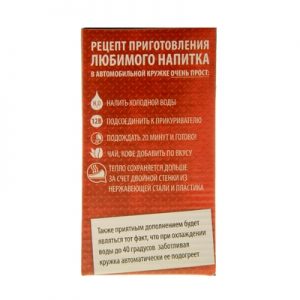 РЕЦЕПТ ПРИГОТОВЛЕНИЯ
ЛЮБИМОГО НАПИТКА
В АВТОМОБИЛЬНОЙ КРУЖКЕ ОЧЕНЬ ПРОСТ:
H₂O НАЛИТЬ ХОЛОДНОЙ ВОДЫ
12В ПОДСОЕДИНИТЬ К ПРИКУРИВАТЕЛЮ
ПОДОЖДАТЬ 20 МИНУТ И ГОТОВО!
ЧАЙ, КОФЕ ДОБАВИТЬ ПО ВКУСУ
ТЕПЛО СОХРАНЯЕТСЯ ДОЛЬШЕ
ЗА СЧЕТ ДВОЙНОЙ СТЕНКИ ИЗ
НЕРЖАВЕЮЩЕЙ СТАЛИ И ПЛАСТИКА
Также приятным дополнением будет
являться тот факт, что при охлаждении
воды до 40 градусов заботливая
кружка автоматически ее подогреет